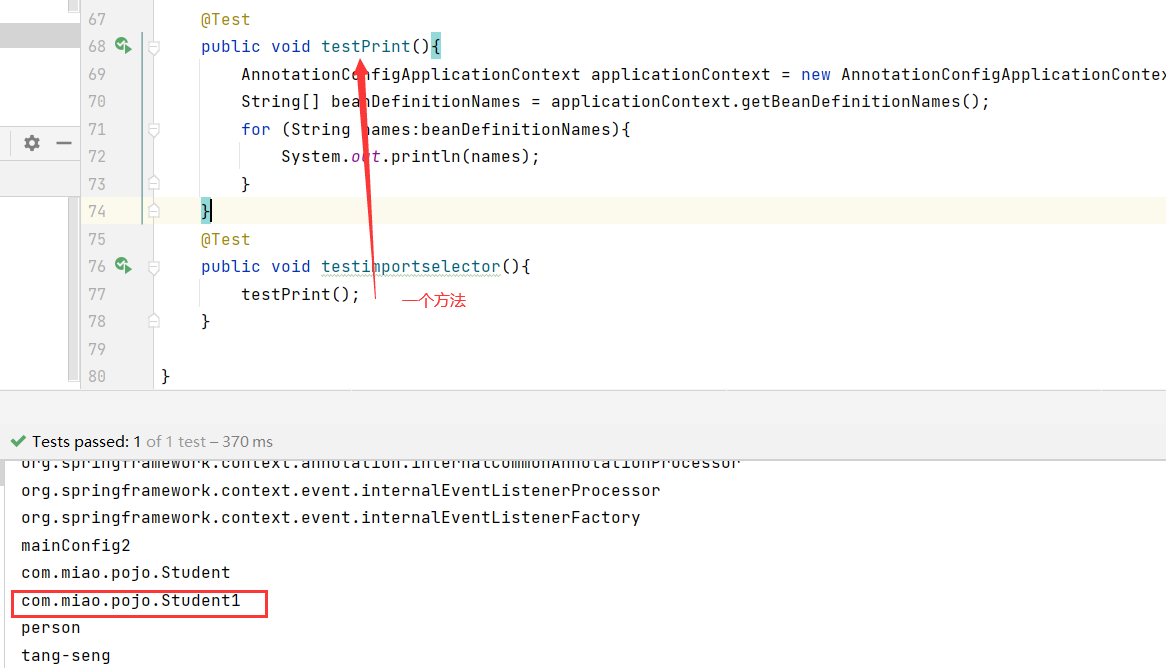 67 @Test
68 public void testPrint(){
69 AnnotationConfigApplicationContext applicationContext = new AnnotationConfigApplicationContex
70 String[] beanDefinitionNames = applicationContext.getBeanDefinitionNames();
71 for (String names:beanDefinitionNames){
72 System.out.println(names);
73 }
74 }
75 @Test
76 public void testimportselector(){
77 testPrint();
一个方法
78 }
79
80 }
Tests passed: 1 of 1 test – 370 ms
org.springframework.context.annotation.internalCommonAnnotationProcessor
org.springframework.context.event.internalEventListenerProcessor
org.springframework.context.event.internalEventListenerFactory
mainConfig2
com.miao.pojo.Student
com.miao.pojo.Student1
person
tang-seng